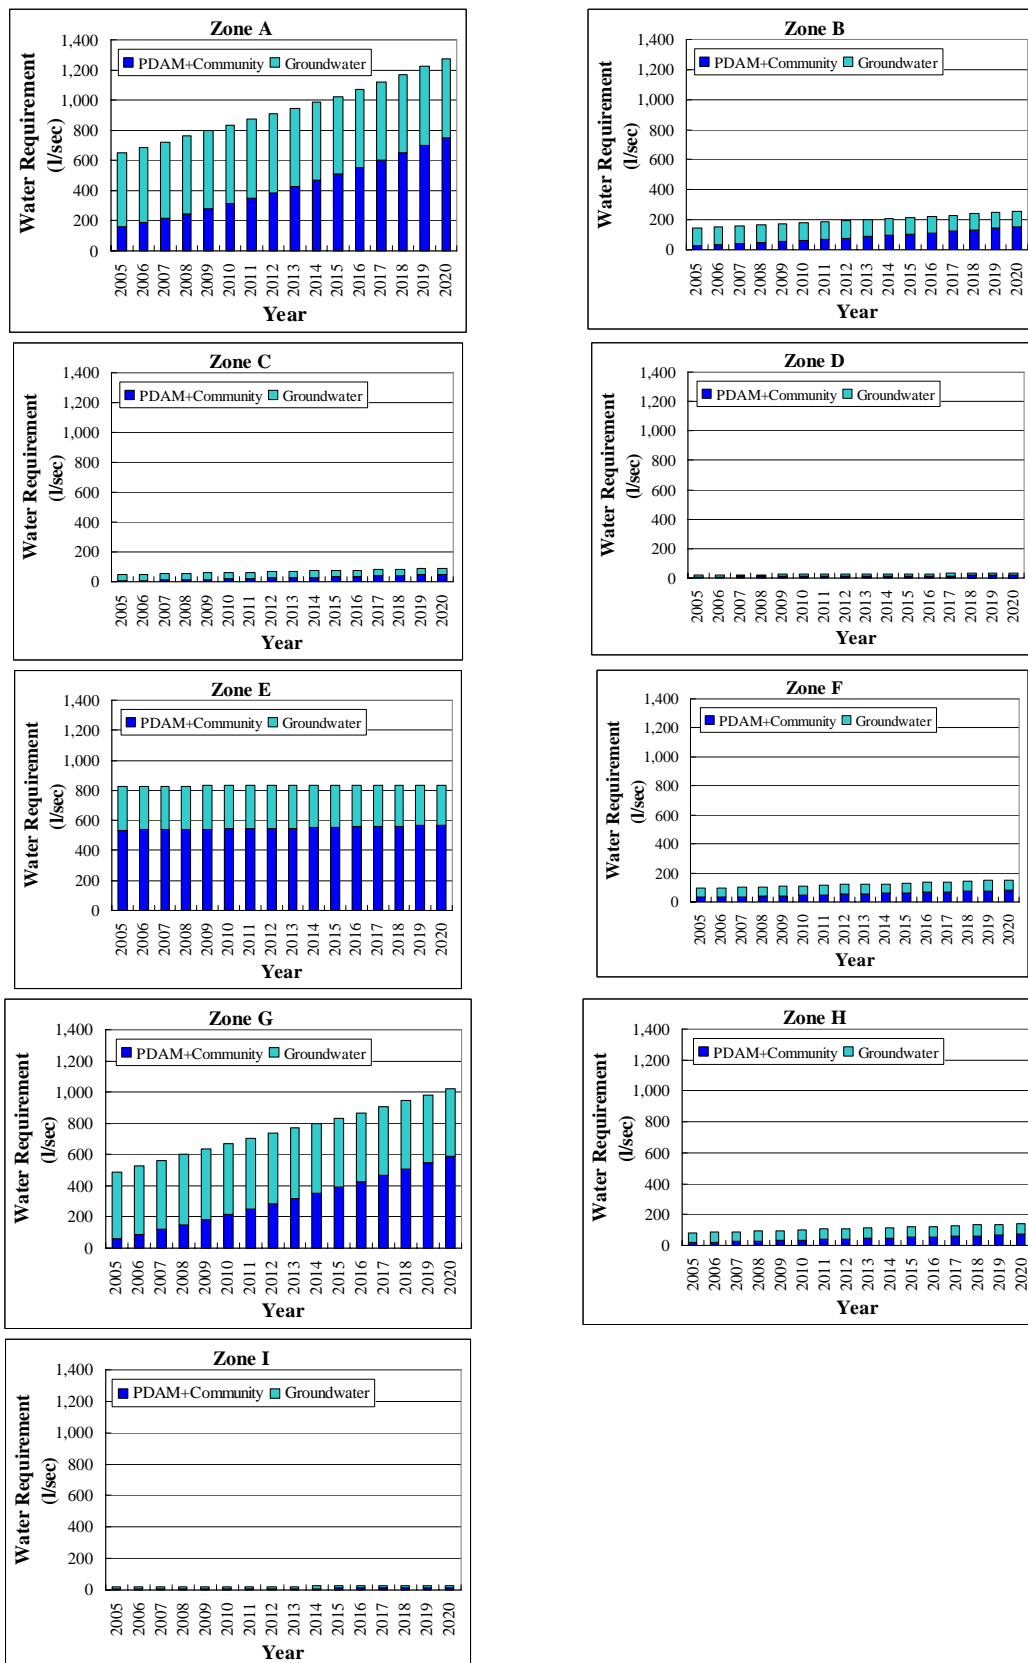 Zone A
1,400
1,200
1,000
800
600
400
200
0
PDAM+Community Groundwater
Water Requirement
(l/sec)
2005 2006 2007 2008 2009 2010 2011 2012 2013 2014 2015 2016 2017 2018 2019 2020
Year
Zone B
1,400
1,200
1,000
800
600
400
200
0
PDAM+Community Groundwater
Water Requirement
(l/sec)
2005 2006 2007 2008 2009 2010 2011 2012 2013 2014 2015 2016 2017 2018 2019 2020
Year
Zone C
1,400
1,200
1,000
800
600
400
200
0
PDAM+Community Groundwater
Water Requirement
(l/sec)
2005 2006 2007 2008 2009 2010 2011 2012 2013 2014 2015 2016 2017 2018 2019 2020
Year
Zone D
1,400
1,200
1,000
800
600
400
200
0
PDAM+Community Groundwater
Water Requirement
(l/sec)
2005 2006 2007 2008 2009 2010 2011 2012 2013 2014 2015 2016 2017 2018 2019 2020
Year
Zone E
1,400
1,200
1,000
800
600
400
200
0
PDAM+Community Groundwater
Water Requirement
(l/sec)
2005 2006 2007 2008 2009 2010 2011 2012 2013 2014 2015 2016 2017 2018 2019 2020
Year
Zone F
1,400
1,200
1,000
800
600
400
200
0
PDAM+Community Groundwater
Water Requirement
(l/sec)
2005 2006 2007 2008 2009 2010 2011 2012 2013 2014 2015 2016 2017 2018 2019 2020
Year
Zone G
1,400
1,200
1,000
800
600
400
200
0
PDAM+Community Groundwater
Water Requirement
(l/sec)
2005 2006 2007 2008 2009 2010 2011 2012 2013 2014 2015 2016 2017 2018 2019 2020
Year
Zone H
1,400
1,200
1,000
800
600
400
200
0
PDAM+Community Groundwater
Water Requirement
(l/sec)
2005 2006 2007 2008 2009 2010 2011 2012 2013 2014 2015 2016 2017 2018 2019 2020
Year
Zone I
1,400
1,200
1,000
800
600
400
200
0
PDAM+Community Groundwater
Water Requirement
(l/sec)
2005 2006 2007 2008 2009 2010 2011 2012 2013 2014 2015 2016 2017 2018 2019 2020
Year